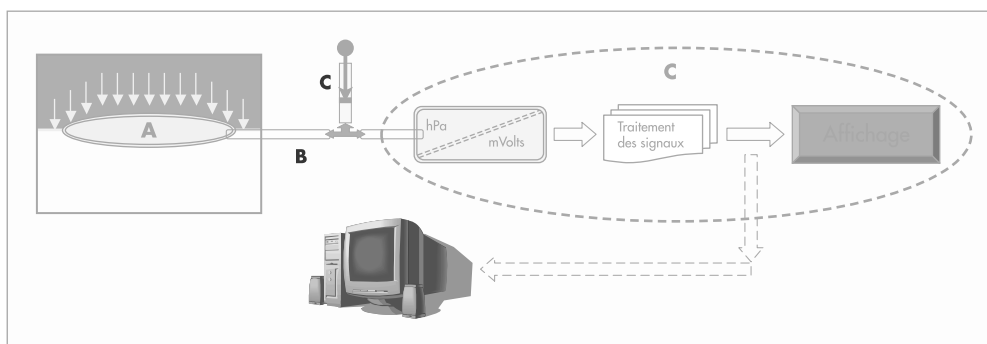 A
B
C
C
hPa
mVolts
Traitement
des signaux
Affichage